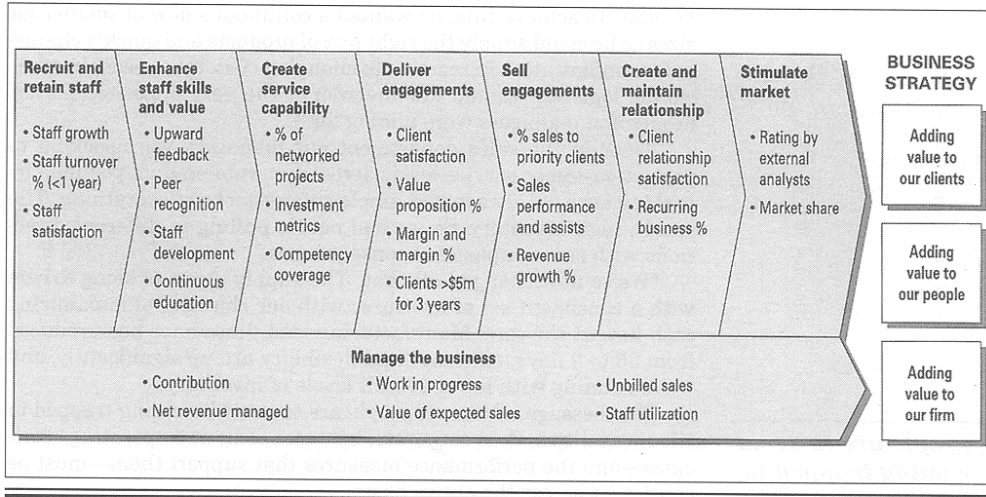 Recruit and
retain staff
• Staff growth
• Staff turnover
% (<1 year)
• Staff
satisfaction
Enhance
staff skills
and value
• Upward
feedback
• Peer
recognition
• Staff
development
• Continuous
education
Create
service
capability
• % of
networked
projects
• Investment
metrics
• Competency
coverage
Deliver
engagements
• Client
satisfaction
• Value
proposition %
• Margin and
margin %
• Clients >$5m
for 3 years
Sell
engagements
• % sales to
priority clients
• Sales
performance
and assists
• Revenue
growth %
Create and
maintain
relationship
• Client
relationship
satisfaction
• Recurring
business %
Stimulate
market
• Rating by
external
analysts
• Market share
Manage the business
• Contribution
• Net revenue managed
• Work in progress
• Value of expected sales
• Unbilled sales
• Staff utilization
BUSINESS
STRATEGY
Adding
value to
our clients
Adding
value to
our people
Adding
value to
our firm